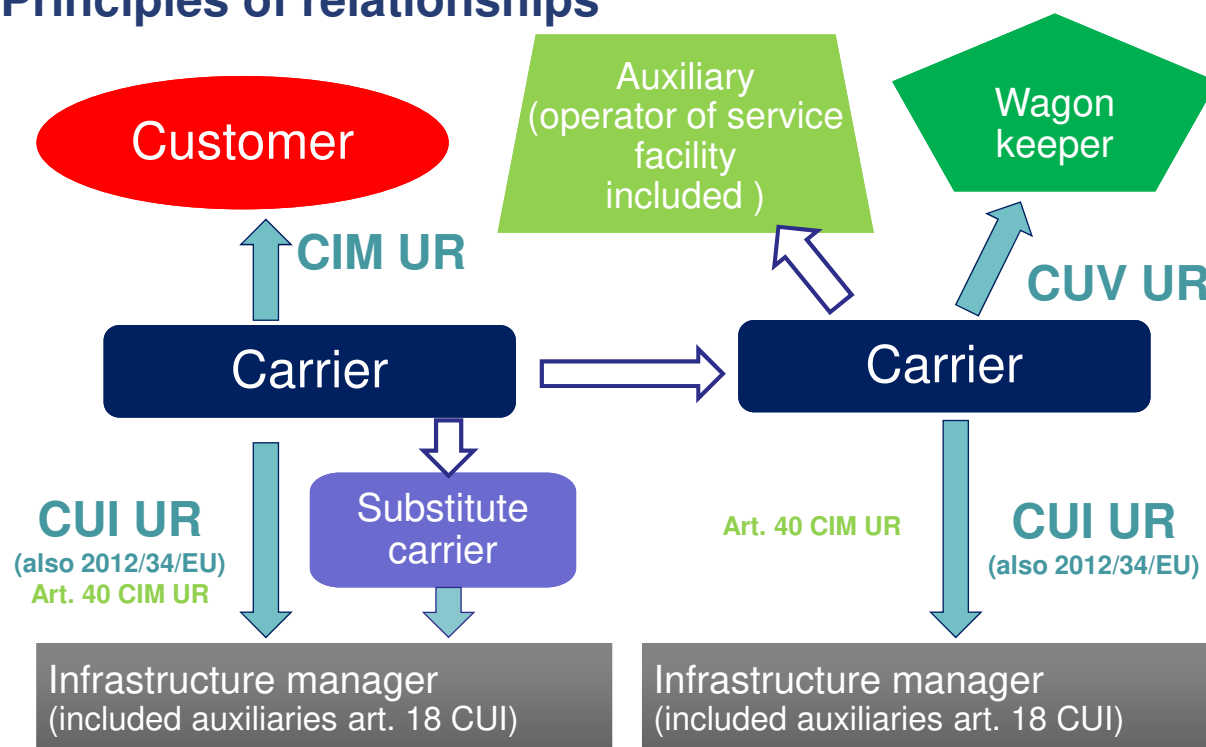 Principles of relationships
Customer
Auxiliary
(operator of service
facility
included )
Wagon
keeper
CIM UR
CUV UR
Carrier
Carrier
Substitute
carrier
CUI UR
(also 2012/34/EU)
Art. 40 CIM UR
Art. 40 CIM UR
CUI UR
(also 2012/34/EU)
Infrastructure manager
(included auxiliaries art. 18 CUI)
Infrastructure manager
(included auxiliaries art. 18 CUI)